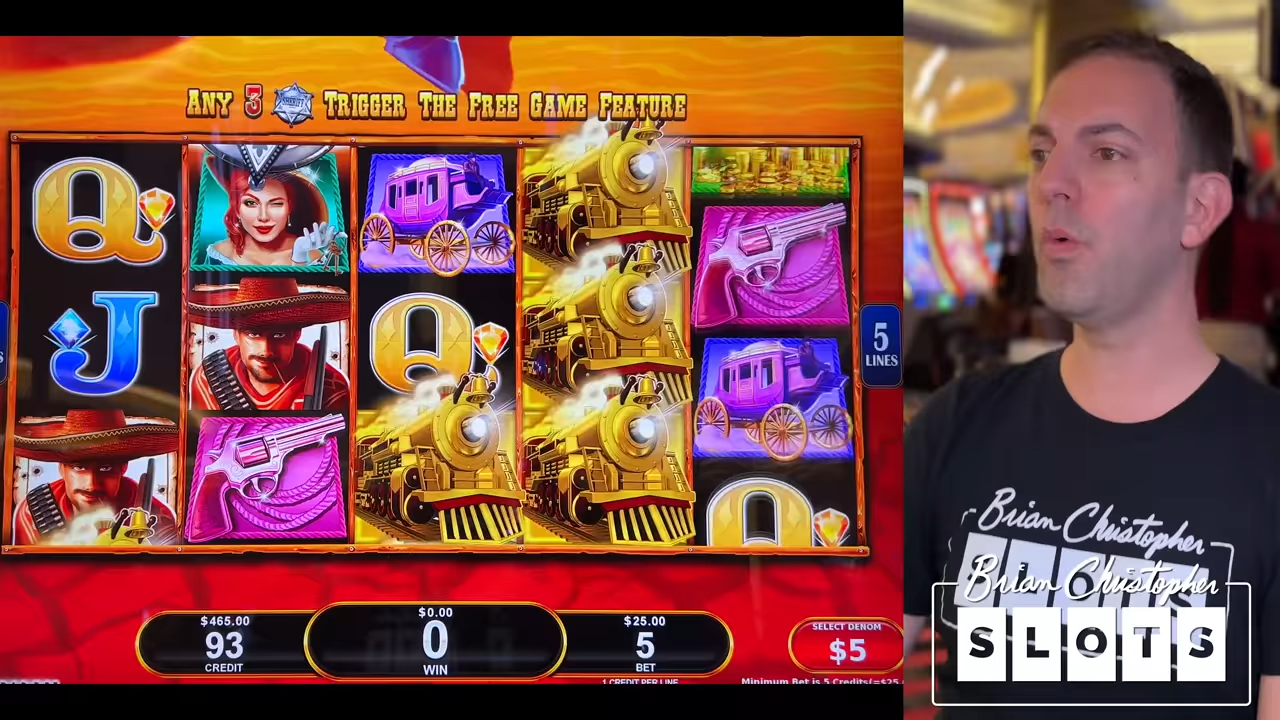 ANY 3 SHERIFF TRIGGER THE FREE GAME FEATURE
Q
J
Q
Q
5
LINES
$465.00
93
CREDIT
$0.00
0
WIN
$25.00
5
BET
1 CREDIT PER LINE
SELECT DENOM
$5
Minimum Bet is 5 Credits(=$25
Brian Christopher
SLOTS
Brian Christopher
SLOTS